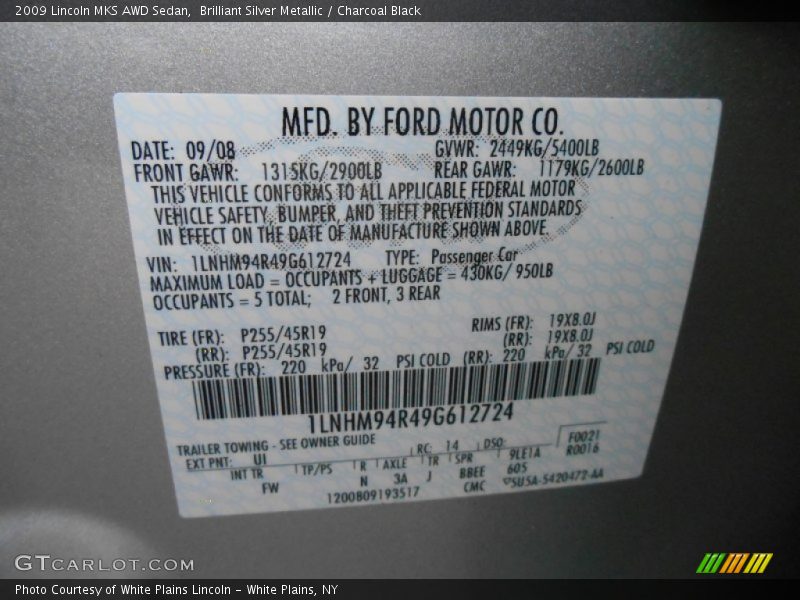 2009 Lincoln MKS AWD Sedan, Brilliant Silver Metallic / Charcoal Black
MFD. BY FORD MOTOR CO.
DATE: 09/08 GVWR: 2449KG/5400LB
FRONT GAWR: 1315KG/2900LB REAR GAWR: 1179KG/2600LB
THIS VEHICLE CONFORMS TO ALL APPLICABLE FEDERAL MOTOR
VEHICLE SAFETY, BUMPER, AND THEFT PREVENTION STANDARDS
IN EFFECT ON THE DATE OF MANUFACTURE SHOWN ABOVE.
VIN: 1LNHM94R49G612724 TYPE: Passenger Car
MAXIMUM LOAD = OCCUPANTS + LUGGAGE = 430KG/ 950LB
OCCUPANTS = 5 TOTAL; 2 FRONT, 3 REAR
TIRE (FR): P255/45R19 RIMS (FR): 19X8.0J
(RR): P255/45R19 (RR): 19X8.0J
PRESSURE (FR): 220 kPa/ 32 PSI COLD (RR): 220 kPa/ 32 PSI COLD
1LNHM94R49G612724
TRAILER TOWING - SEE OWNER GUIDE
EXT PNT: UI RC: 14 DSO: F0021
INT TR TP/PS R AXLE TR SPR 9LE1A R0016
FW N 3A J BBEE 605
1200809193517 CMC 5U5A-5420472-AA
GTCARLOT.COM
Photo Courtesy of White Plains Lincoln - White Plains, NY